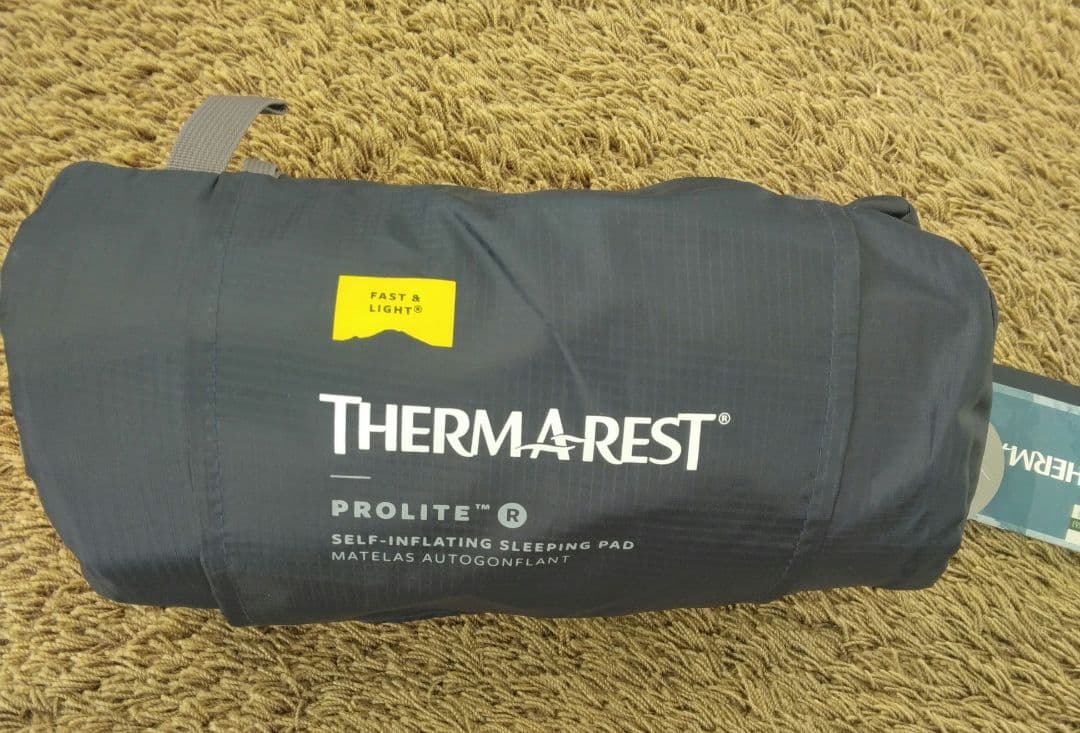 FAST &
LIGHT®
THERMAREST®
PROLITE™ R
SELF-INFLATING SLEEPING PAD
MATELAS AUTOGONFLANT